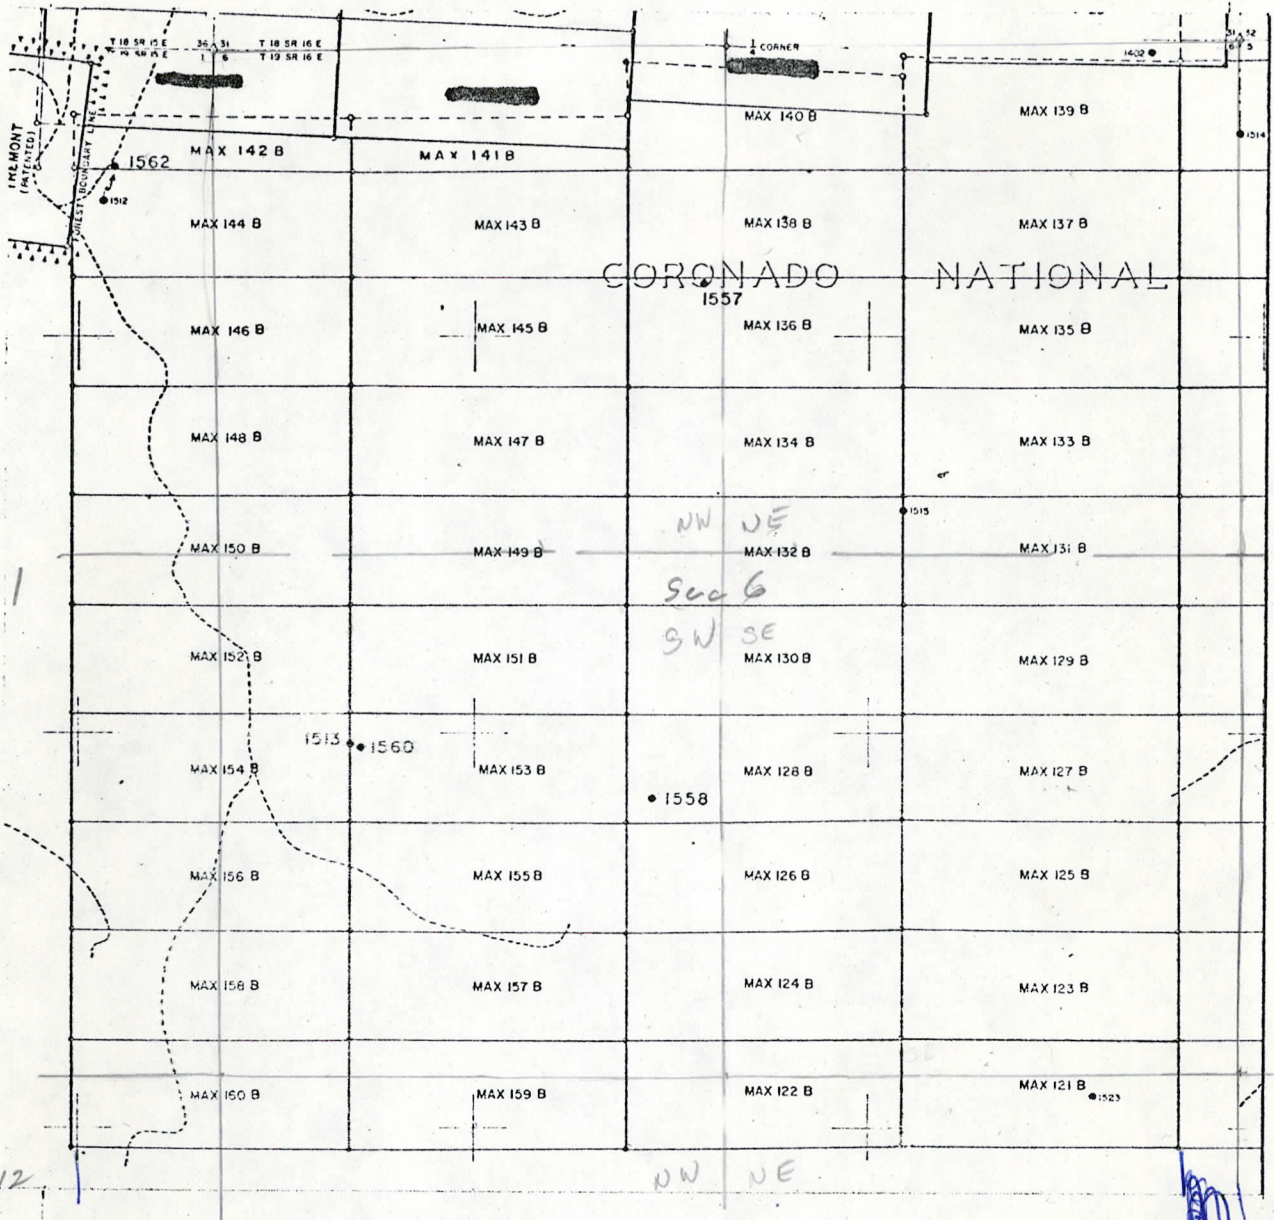 T 18 S R 15 E 36 31 T 18 S R 16 E
T 19 S R 15 E 1 6 T 19 S R 16 E
1/4 CORNER
1402
31 32
6 5
MAX 139 B
MAX 140 B
1514
TREMONT
(PATENTED)
FOREST BOUNDARY LINE
MAX 142 B
MAX 141 B
1562
1512
MAX 144 B
MAX 143 B
MAX 138 B
MAX 137 B
CORONADO NATIONAL
1557
MAX 146 B
MAX 145 B
MAX 136 B
MAX 135 B
MAX 148 B
MAX 147 B
MAX 134 B
MAX 133 B
1515
NW NE
MAX 150 B
MAX 149 B
MAX 132 B
MAX 131 B
1
Sec 6
SW SE
MAX 152 B
MAX 151 B
MAX 130 B
MAX 129 B
1513
1560
MAX 154 B
MAX 153 B
MAX 128 B
MAX 127 B
1558
MAX 156 B
MAX 155 B
MAX 126 B
MAX 125 B
MAX 158 B
MAX 157 B
MAX 124 B
MAX 123 B
MAX 160 B
MAX 159 B
MAX 122 B
MAX 121 B
1523
12
NW NE